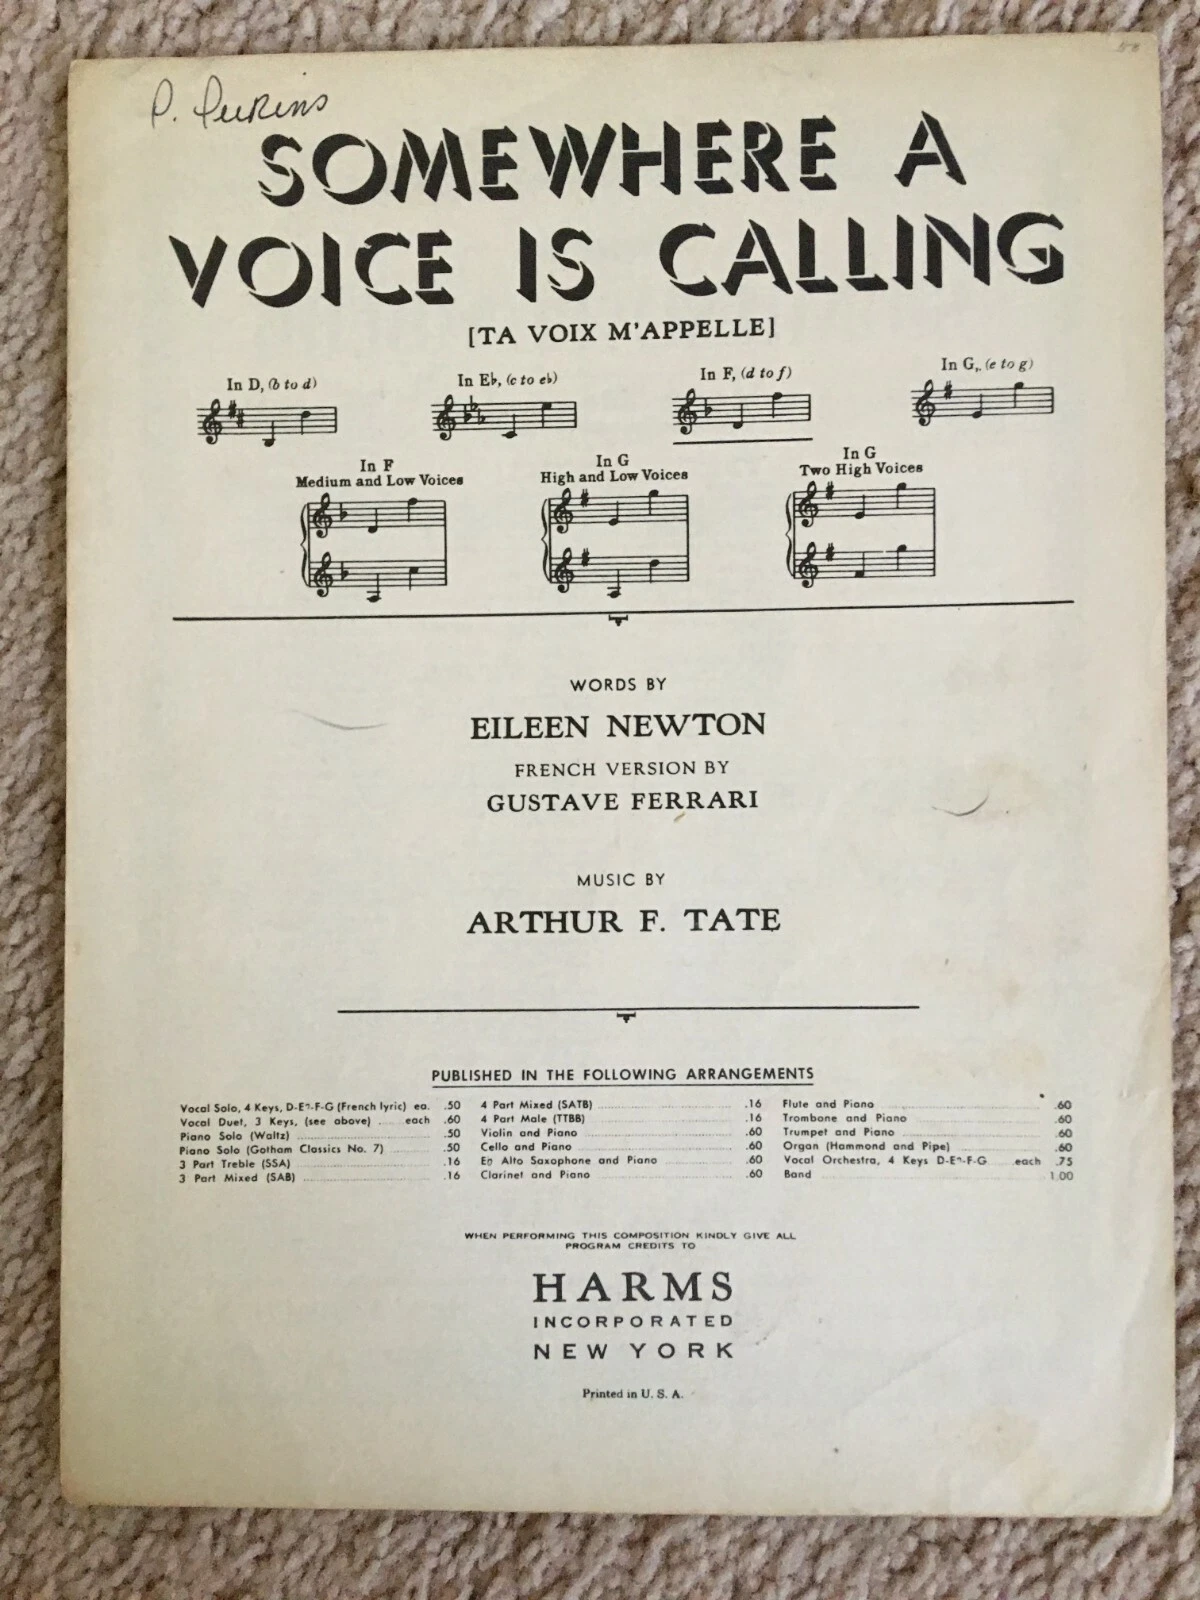 P. Perkins
SOMEWHERE A
VOICE IS CALLING
[TA VOIX M'APPELLE]
In D, (b to d)
In E♭, (c to e♭)
In F, (d to f)
In G, (e to g)
In F
Medium and Low Voices
In G
High and Low Voices
In G
Two High Voices
WORDS BY
EILEEN NEWTON
FRENCH VERSION BY
GUSTAVE FERRARI
MUSIC BY
ARTHUR F. TATE
PUBLISHED IN THE FOLLOWING ARRANGEMENTS
Vocal Solo, 4 Keys, D-E♭-F-G (French lyric) ea. .50
Vocal Duet, 3 Keys, (see above) each .60
Piano Solo (Waltz) .50
Piano Solo (Gotham Classics No. 7) .50
3 Part Treble (SSA) .16
3 Part Mixed (SAB) .16
4 Part Mixed (SATB) .16
4 Part Male (TTBB) .16
Violin and Piano .60
Cello and Piano .60
E♭ Alto Saxophone and Piano .60
Clarinet and Piano .60
Flute and Piano .60
Trombone and Piano .60
Trumpet and Piano .60
Organ (Hammond and Pipe) .60
Vocal Orchestra, 4 Keys D-E♭-F-G each .75
Band 1.00
WHEN PERFORMING THIS COMPOSITION KINDLY GIVE ALL
PROGRAM CREDITS TO
HARMS
INCORPORATED
NEW YORK
Printed in U. S. A.